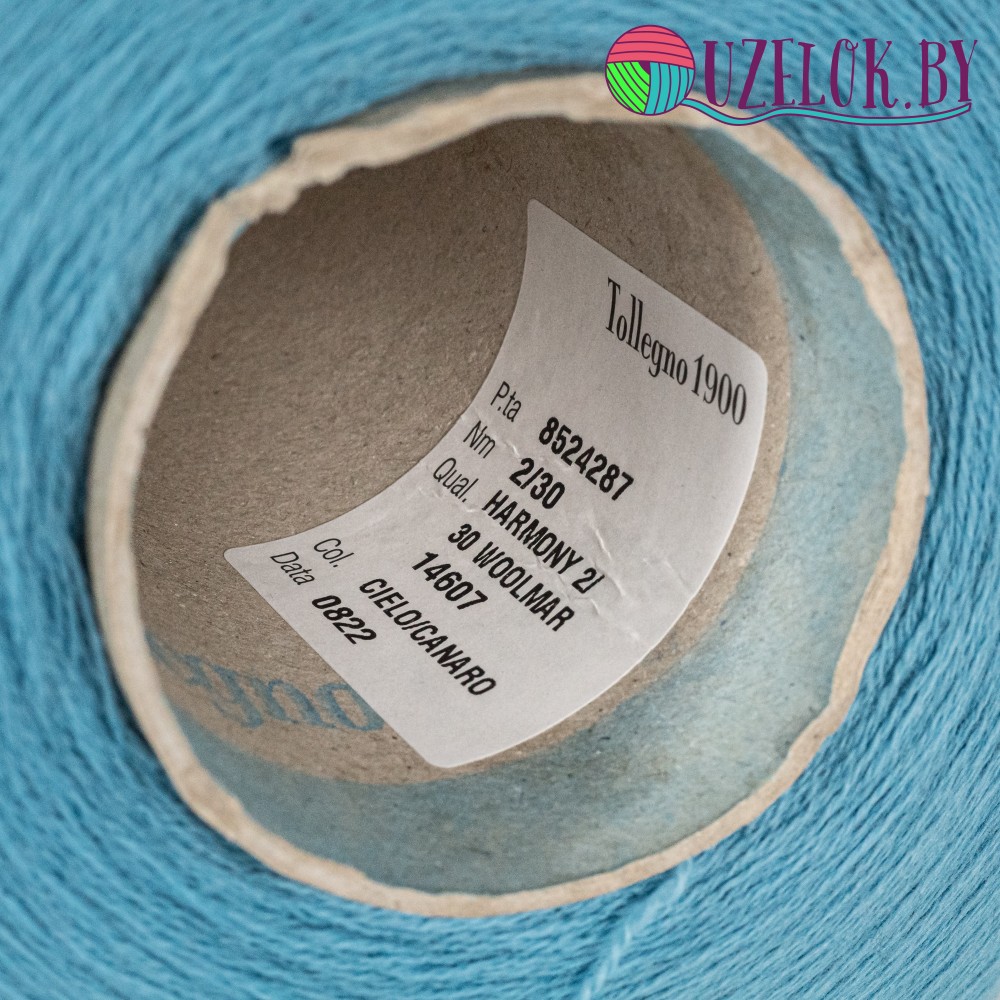 UZELOK.BY
Tollegno 1900
P.ta 8524287
Nm 2/30
Qual. HARMONY 2/
30 WOOLMAR
14607
Col. CIELO/CANARO
Data 0822